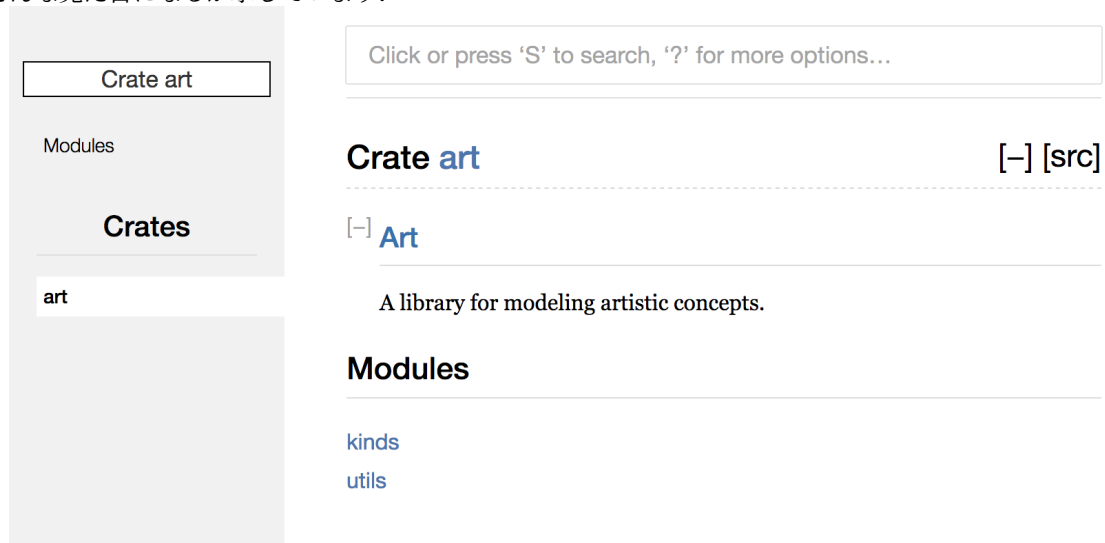 Crate art
Modules
Crates
art
Click or press ‘S’ to search, ‘?’ for more options…
Crate art
[−] [src]
[−] Art
A library for modeling artistic concepts.
Modules
kinds
utils